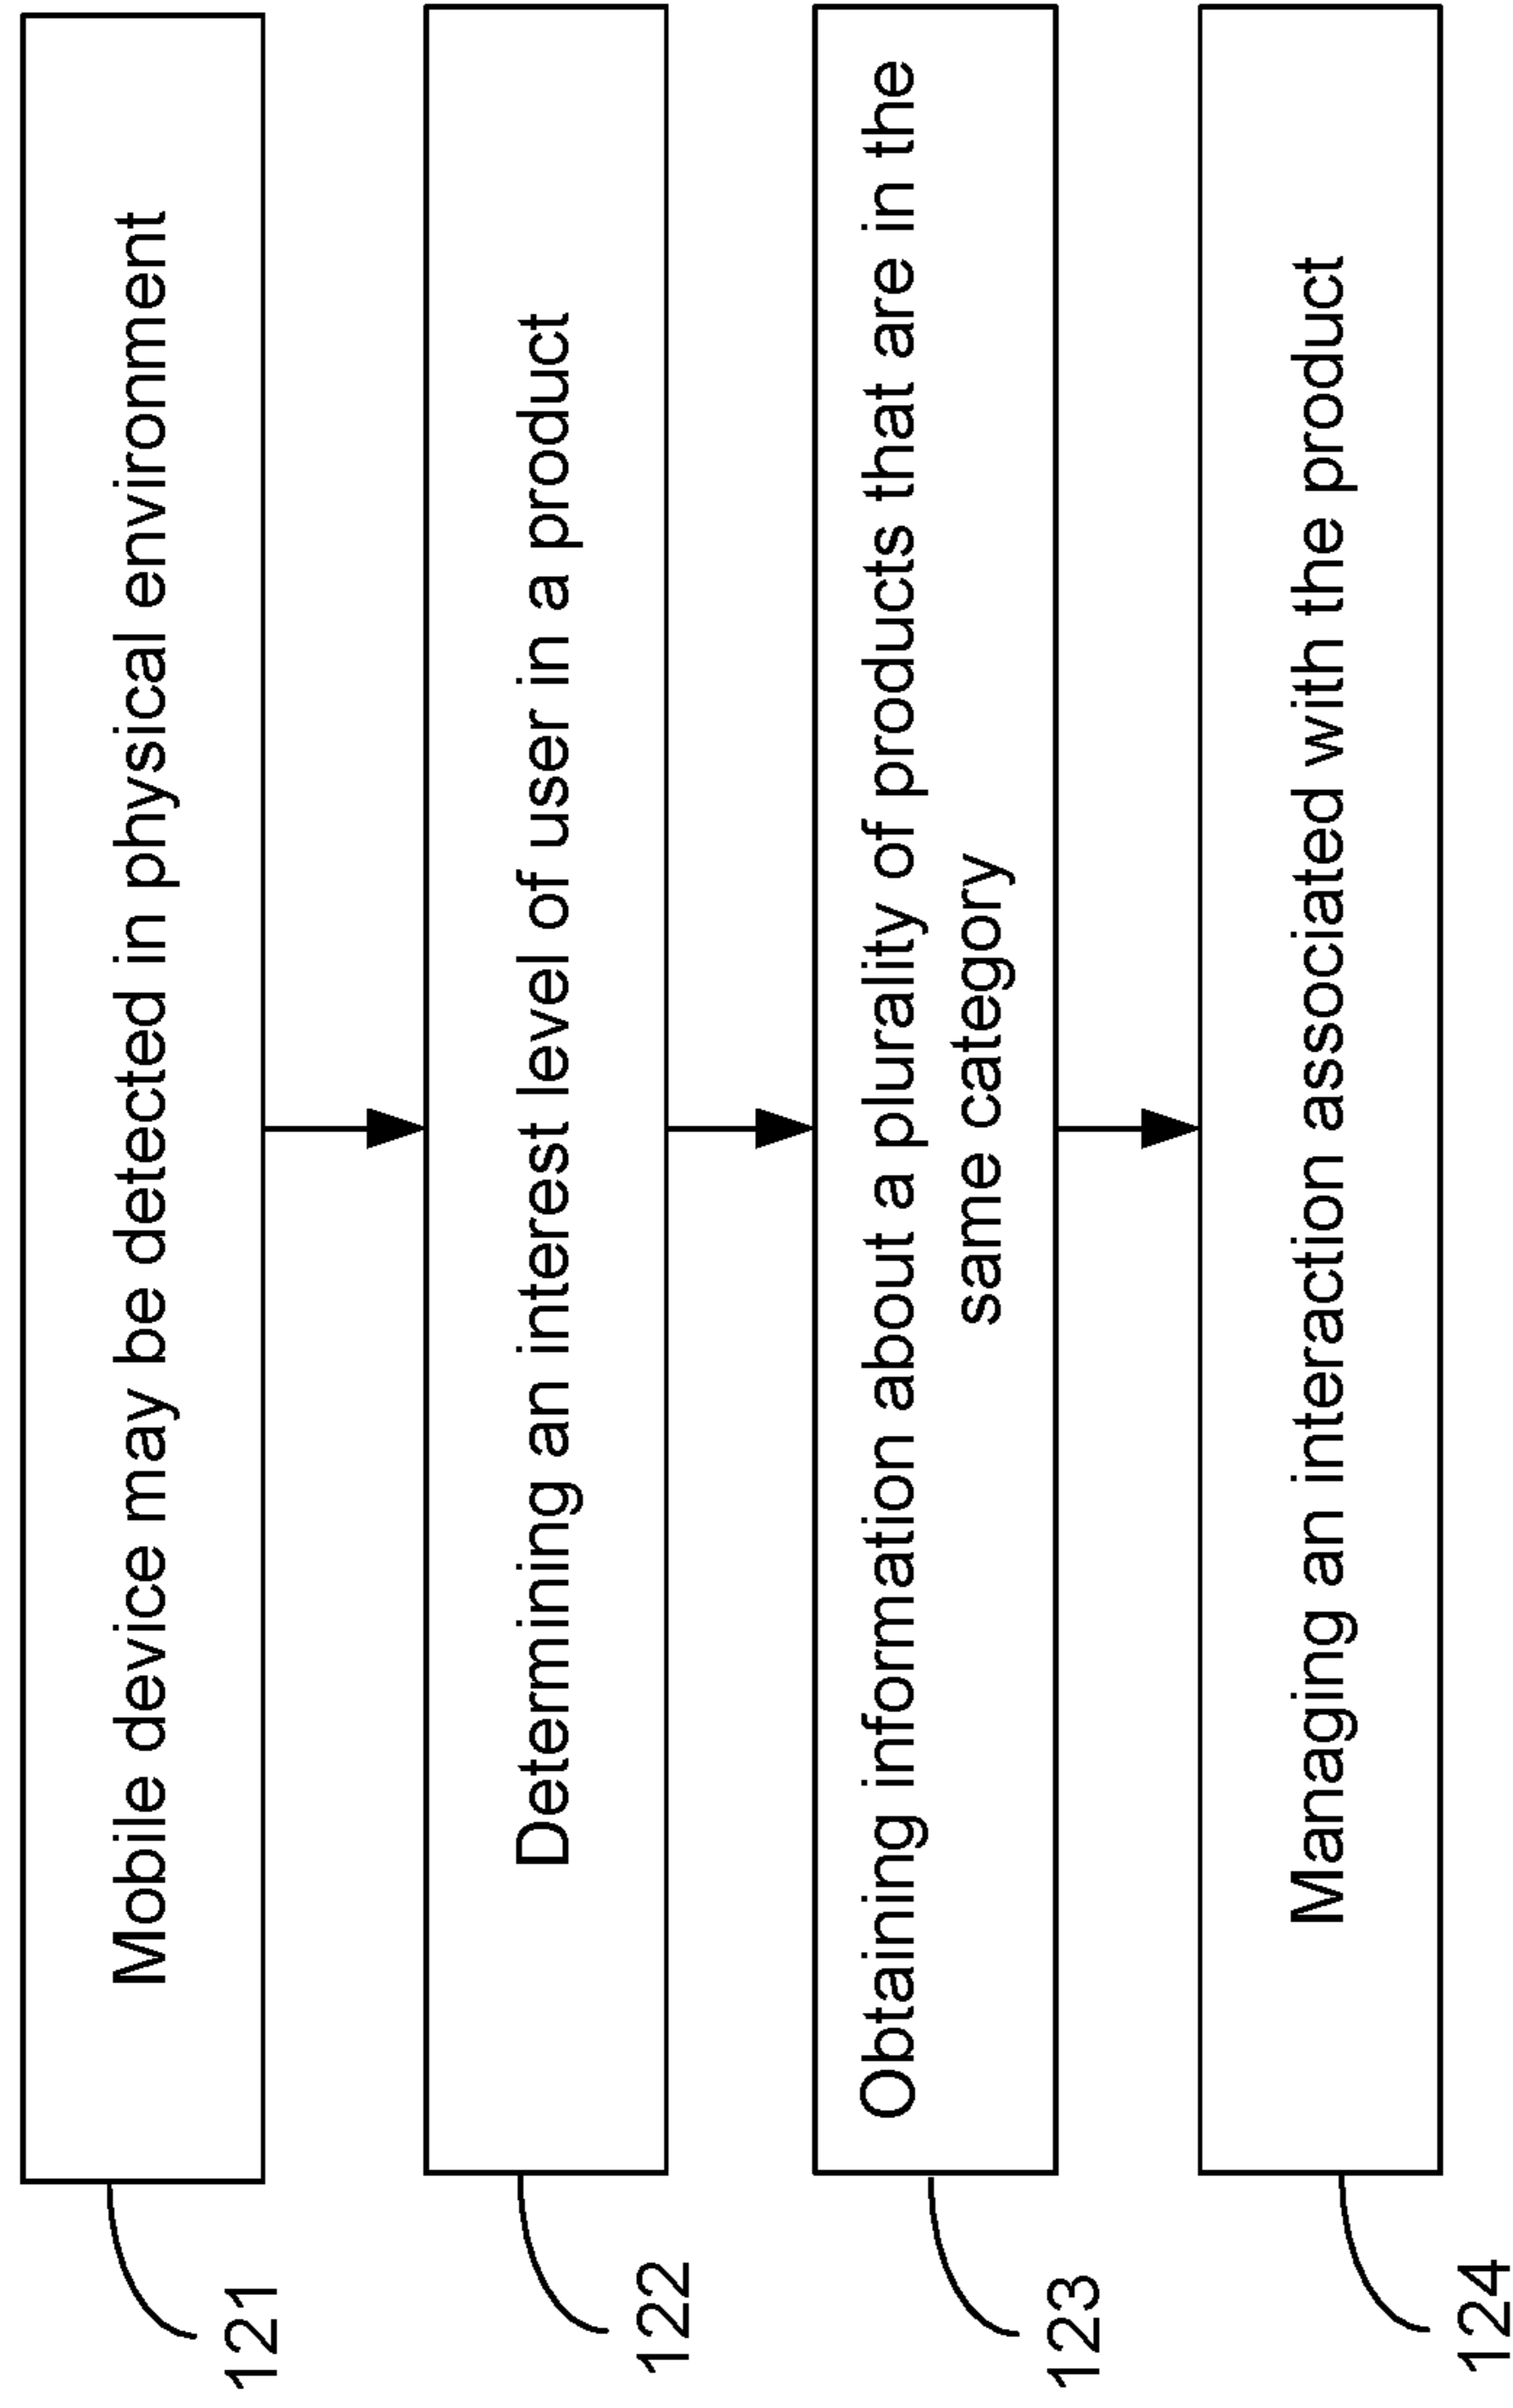 Mobile device may be detected in physical environment
121
Determining an interest level of user in a product
122
Obtaining information about a plurality of products that are in the
same category
123
Managing an interaction associated with the product
124